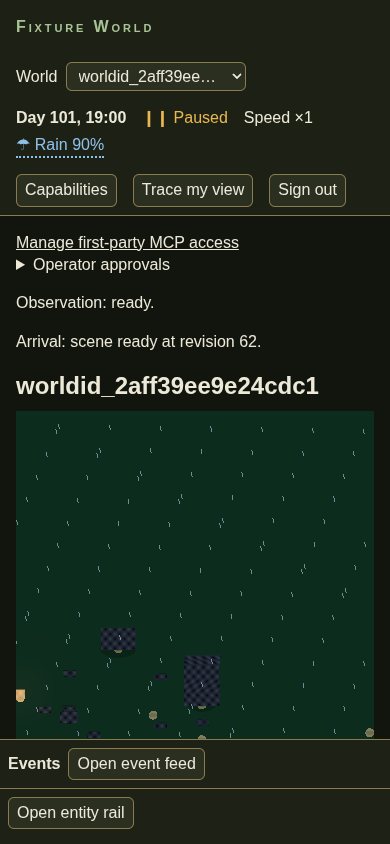 Fixture World
World worldid_2aff39ee…
Day 101, 19:00 ❙❙ Paused Speed ×1
☂ Rain 90%
Capabilities Trace my view Sign out
Manage first-party MCP access
▶ Operator approvals
Observation: ready.
Arrival: scene ready at revision 62.
worldid_2aff39ee9e24cdc1
Events Open event feed
Open entity rail